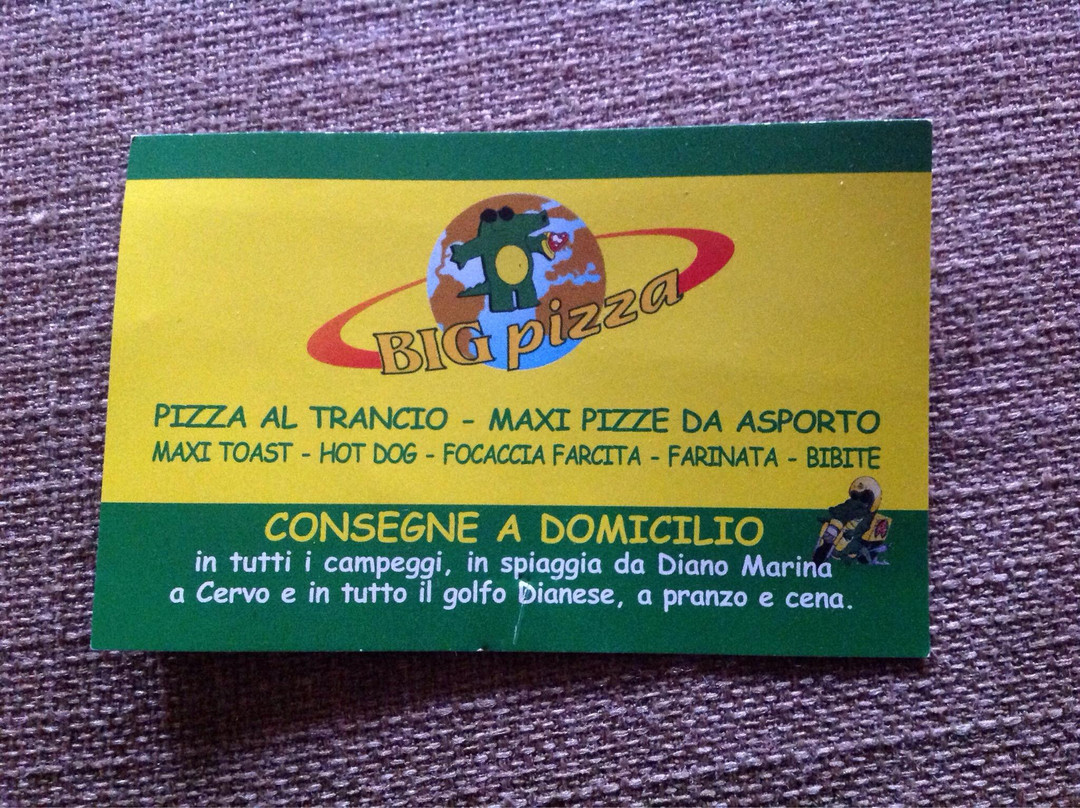 BIG pizza
PIZZA AL TRANCIO - MAXI PIZZE DA ASPORTO
MAXI TOAST - HOT DOG - FOCACCIA FARCITA - FARINATA - BIBITE
CONSEGNE A DOMICILIO
in tutti i campeggi, in spiaggia da Diano Marina
a Cervo e in tutto il golfo Dianese, a pranzo e cena.